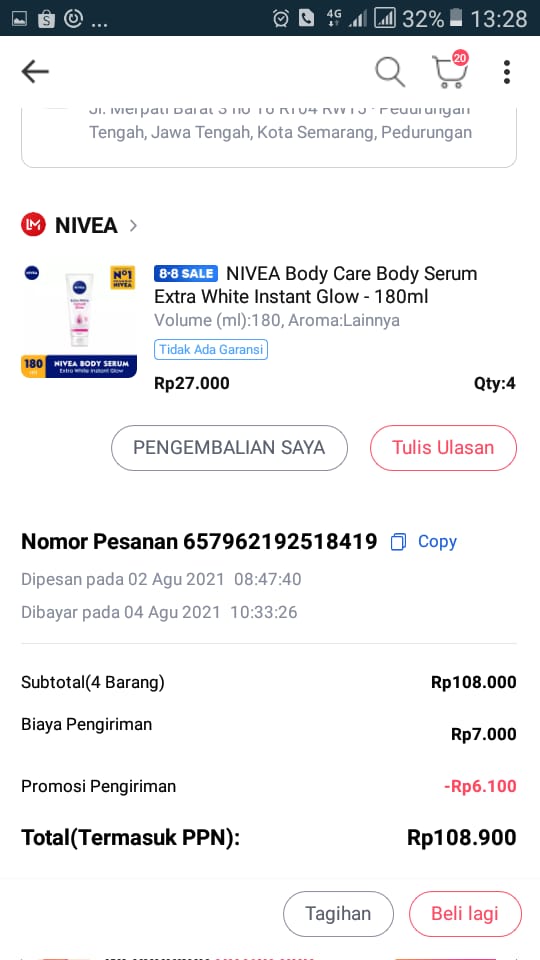 ...
4G
32%
13:28
20
Jl. Merpati Barat 3 no 16 RT04 RW15 - Pedurungan
Tengah, Jawa Tengah, Kota Semarang, Pedurungan
LM NIVEA >
NIVEA
Nº1
NIVEA
180
NIVEA BODY SERUM
Extra White Instant Glow
8-8 SALE NIVEA Body Care Body Serum
Extra White Instant Glow - 180ml
Volume (ml):180, Aroma:Lainnya
Tidak Ada Garansi
Rp27.000 Qty:4
PENGEMBALIAN SAYA Tulis Ulasan
Nomor Pesanan 657962192518419 Copy
Dipesan pada 02 Agu 2021 08:47:40
Dibayar pada 04 Agu 2021 10:33:26
Subtotal(4 Barang) Rp108.000
Biaya Pengiriman Rp7.000
Promosi Pengiriman -Rp6.100
Total(Termasuk PPN): Rp108.900
Tagihan Beli lagi